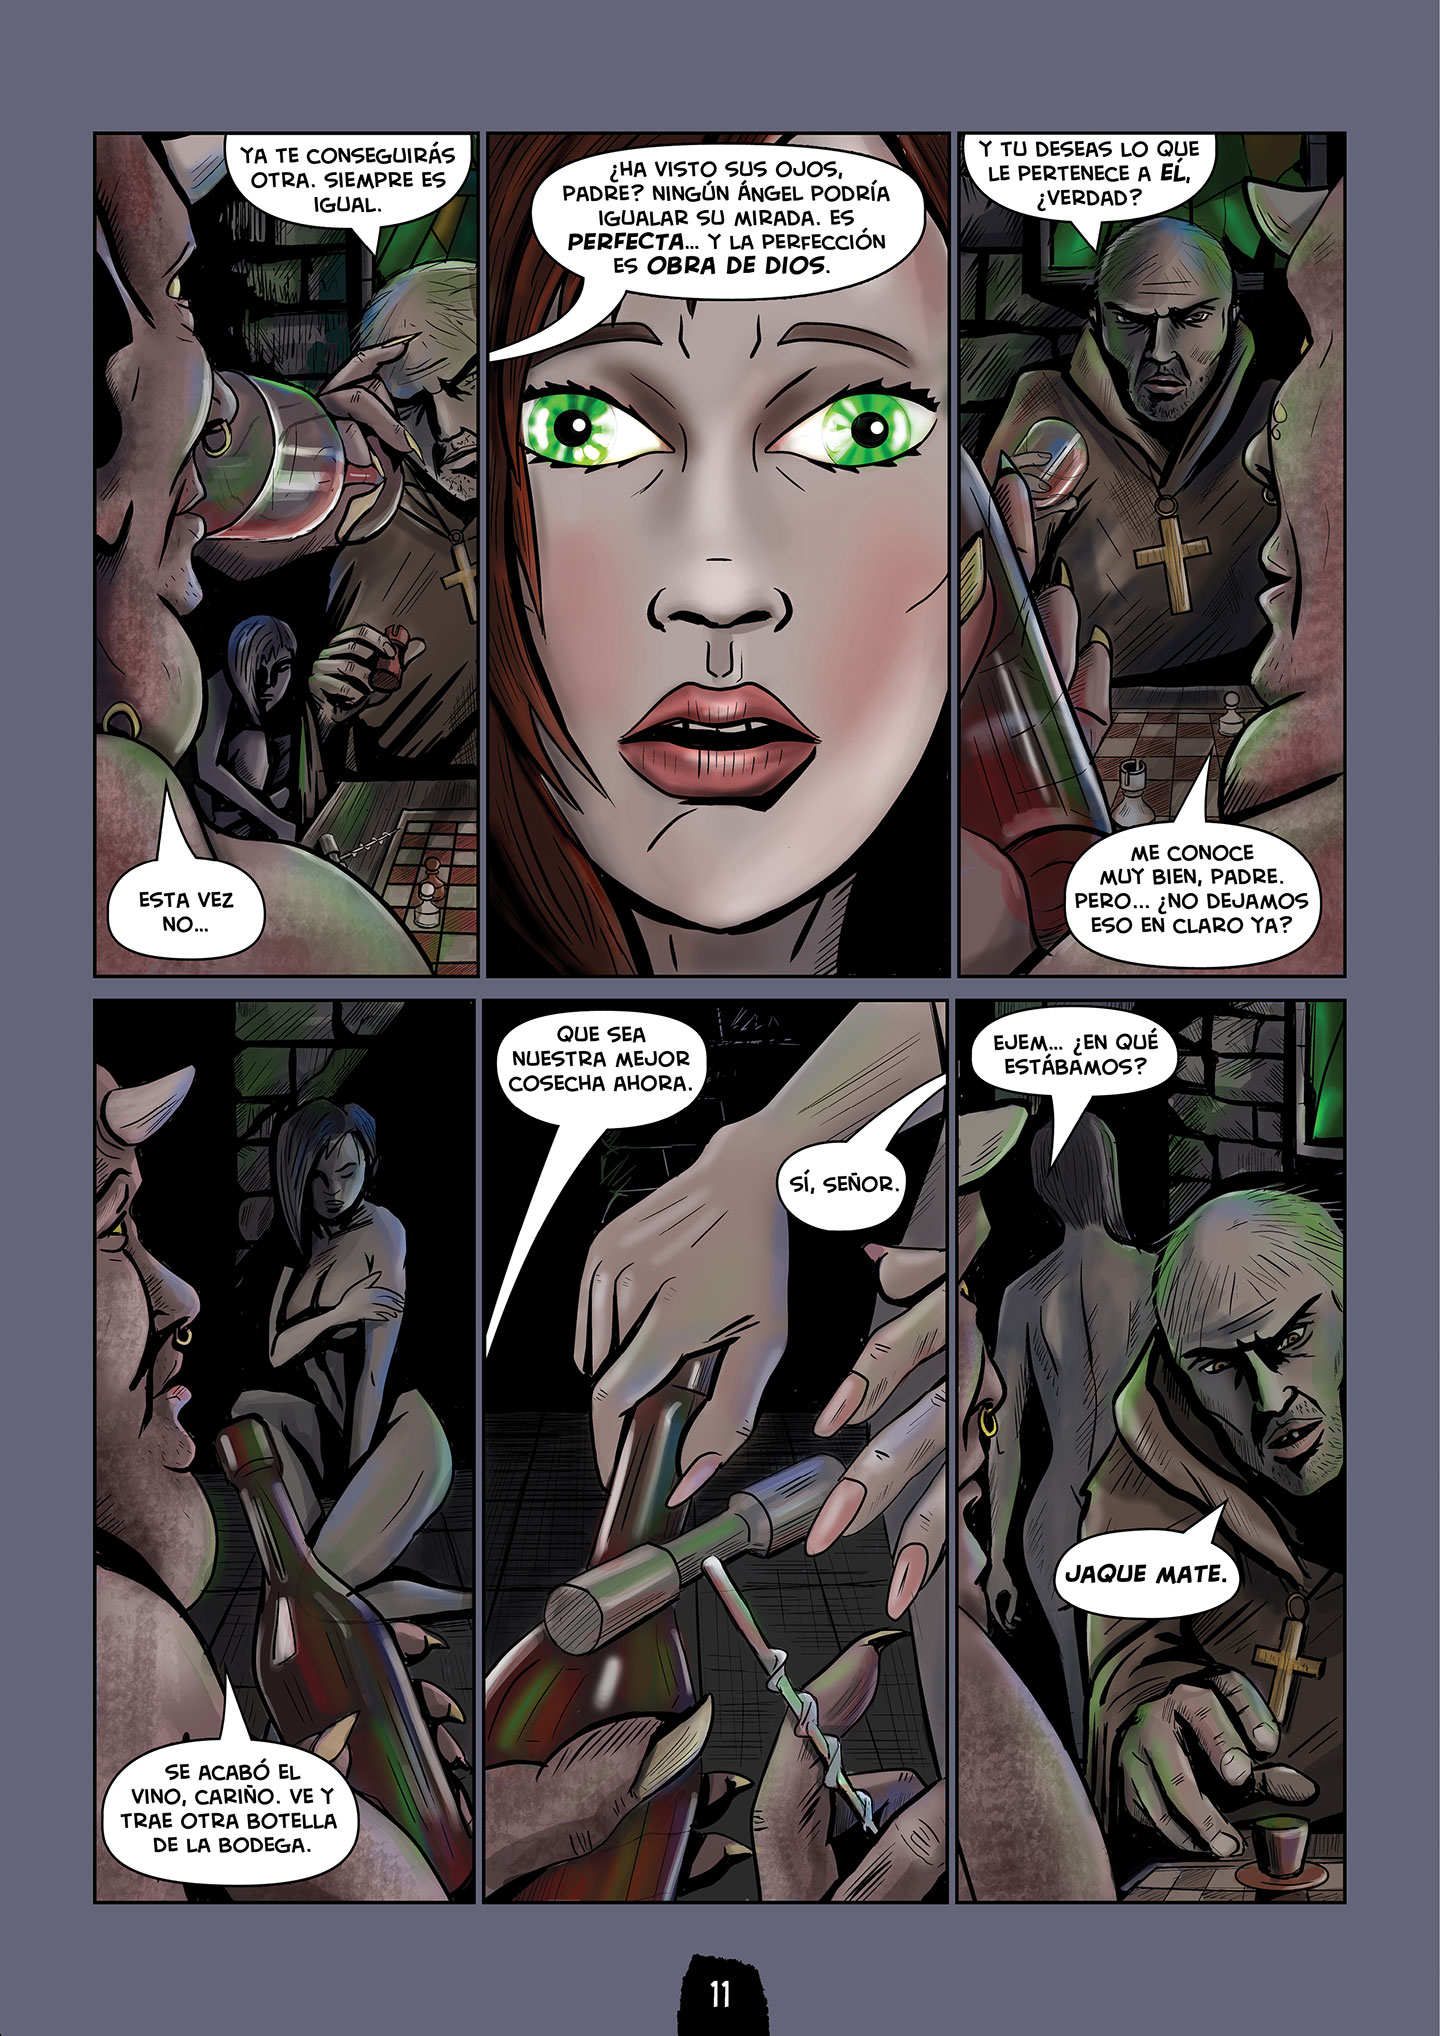 YA TE CONSEGUIRÁS
OTRA. SIEMPRE ES
IGUAL.
ESTA VEZ
NO...
¿HA VISTO SUS OJOS,
PADRE? NINGÚN ÁNGEL PODRÍA
IGUALAR SU MIRADA. ES
PERFECTA... Y LA PERFECCIÓN
ES OBRA DE DIOS.
Y TU DESEAS LO QUE
LE PERTENECE A ÉL,
¿VERDAD?
ME CONOCE
MUY BIEN, PADRE.
PERO... ¿NO DEJAMOS
ESO EN CLARO YA?
SE ACABÓ EL
VINO, CARIÑO. VE Y
TRAE OTRA BOTELLA
DE LA BODEGA.
QUE SEA
NUESTRA MEJOR
COSECHA AHORA.
SÍ, SEÑOR.
EJEM... ¿EN QUÉ
ESTÁBAMOS?
JAQUE MATE.
11